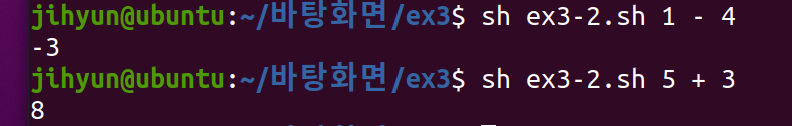 jihyun@ubuntu:~/바탕화면/ex3$ sh ex3-2.sh 1 - 4
-3
jihyun@ubuntu:~/바탕화면/ex3$ sh ex3-2.sh 5 + 3
8